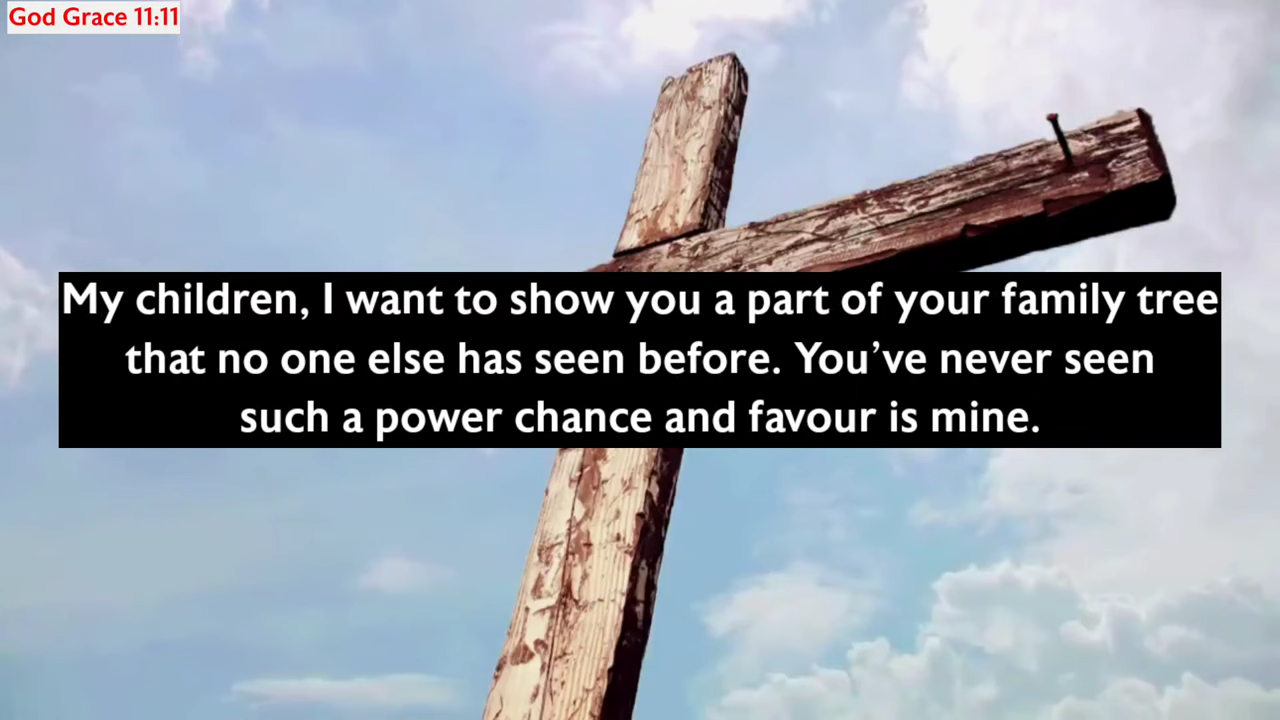 God Grace 11:11
My children, I want to show you a part of your family tree
that no one else has seen before. You’ve never seen
such a power chance and favour is mine.